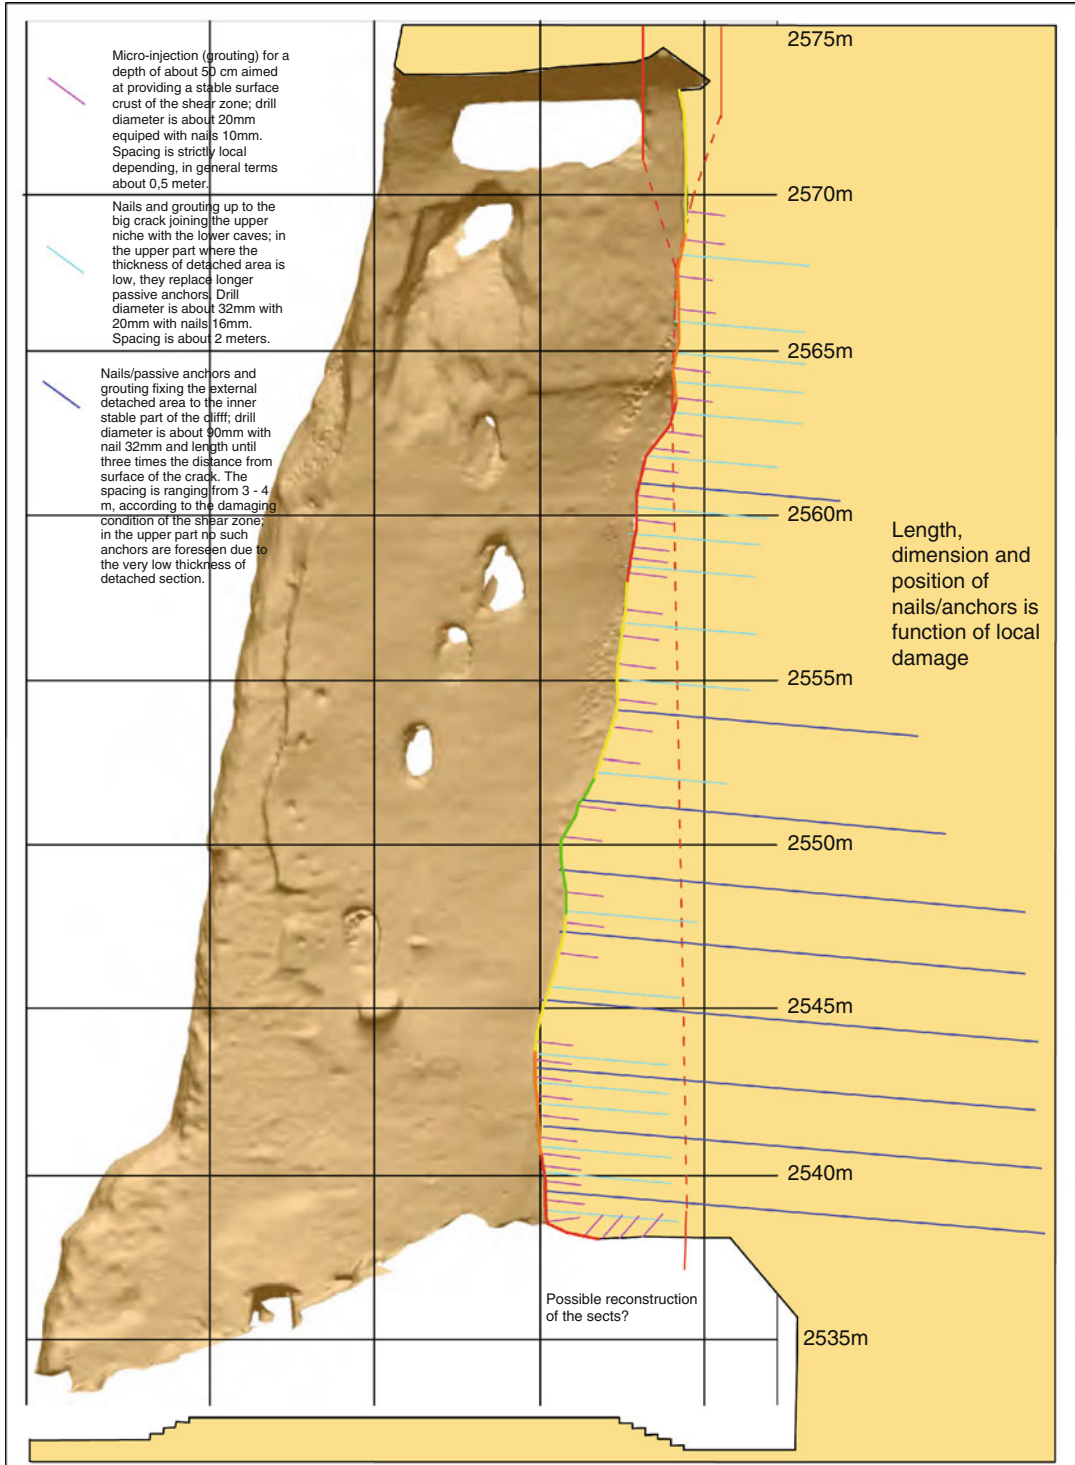 Micro-injection (grouting) for a
depth of about 50 cm aimed
at providing a stable surface
crust of the shear zone; drill
diameter is about 20mm
equiped with nails 10mm.
Spacing is strictly local
depending, in general terms
about 0,5 meter.
Nails and grouting up to the
big crack joining the upper
niche with the lower caves; in
the upper part where the
thickness of detached area is
low, they replace longer
passive anchors. Drill
diameter is about 32mm with
20mm with nails 16mm.
Spacing is about 2 meters.
Nails/passive anchors and
grouting fixing the external
detached area to the inner
stable part of the clifff; drill
diameter is about 90mm with
nail 32mm and length until
three times the distance from
surface of the crack. The
spacing is ranging from 3 - 4
m, according to the damaging
condition of the shear zone;
in the upper part no such
anchors are foreseen due to
the very low thickness of
detached section.
2575m
2570m
2565m
2560m
Length,
dimension and
position of
nails/anchors is
function of local
damage
2555m
2550m
2545m
2540m
Possible reconstruction
of the sects?
2535m